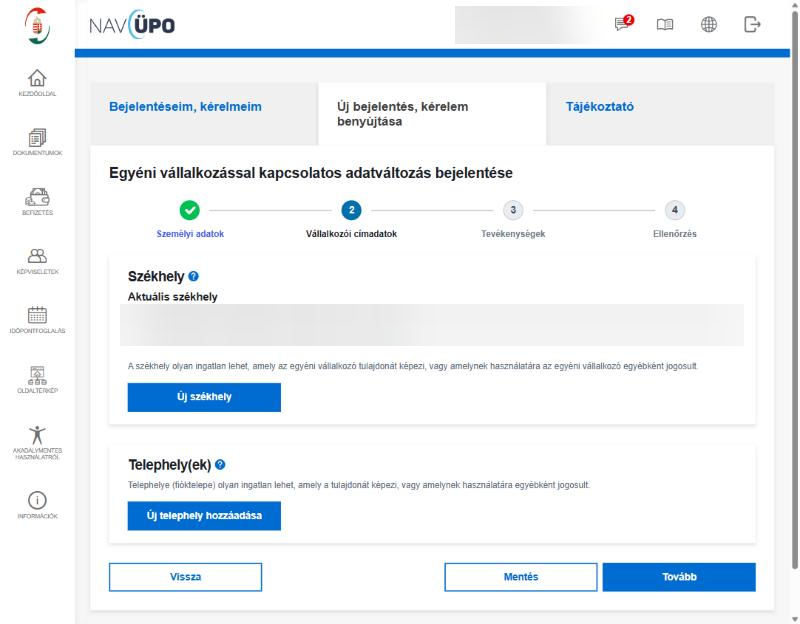 NAV ÜPO
2
KEZDŐOLDAL
DOKUMENTUMOK
BEFIZETÉS
KÉPVISELETEK
IDŐPONTFOGLALÁS
OLDALTÉRKÉP
AKADÁLYMENTES
HASZNÁLATRÓL
INFORMÁCIÓK
Bejelentéseim, kérelmeim
Új bejelentés, kérelem
benyújtása
Tájékoztató
Egyéni vállalkozással kapcsolatos adatváltozás bejelentése
2
3
4
Személyi adatok
Vállalkozói címadatok
Tevékenységek
Ellenőrzés
Székhely ?
Aktuális székhely
A székhely olyan ingatlan lehet, amely az egyéni vállalkozó tulajdonát képezi, vagy amelynek használatára az egyéni vállalkozó egyébként jogosult.
Új székhely
Telephely(ek) ?
Telephelye (fióktelepe) olyan ingatlan lehet, amely a tulajdonát képezi, vagy amelynek használatára egyébként jogosult.
Új telephely hozzáadása
Vissza
Mentés
Tovább